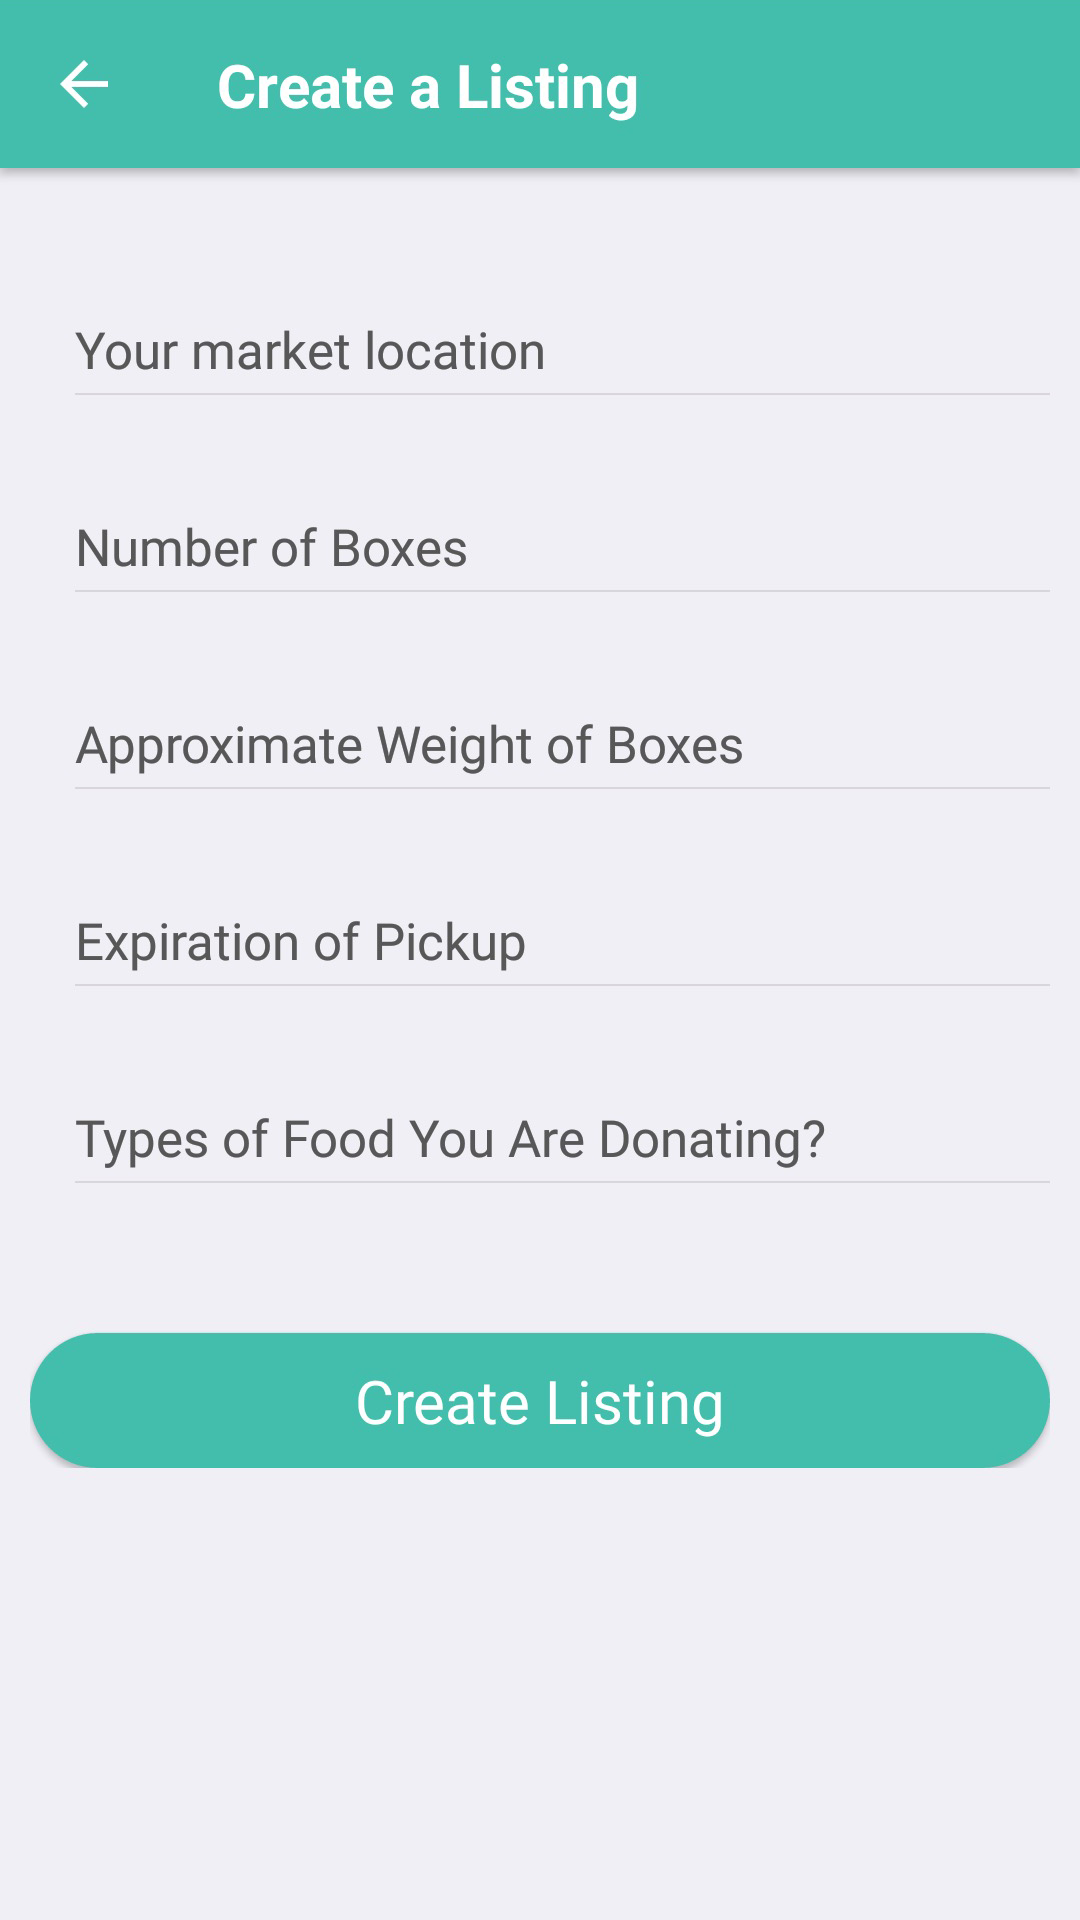 Create a Listing
Your market location
Number of Boxes
Approximate Weight of Boxes
Expiration of Pickup
Types of Food You Are Donating?
Create Listing